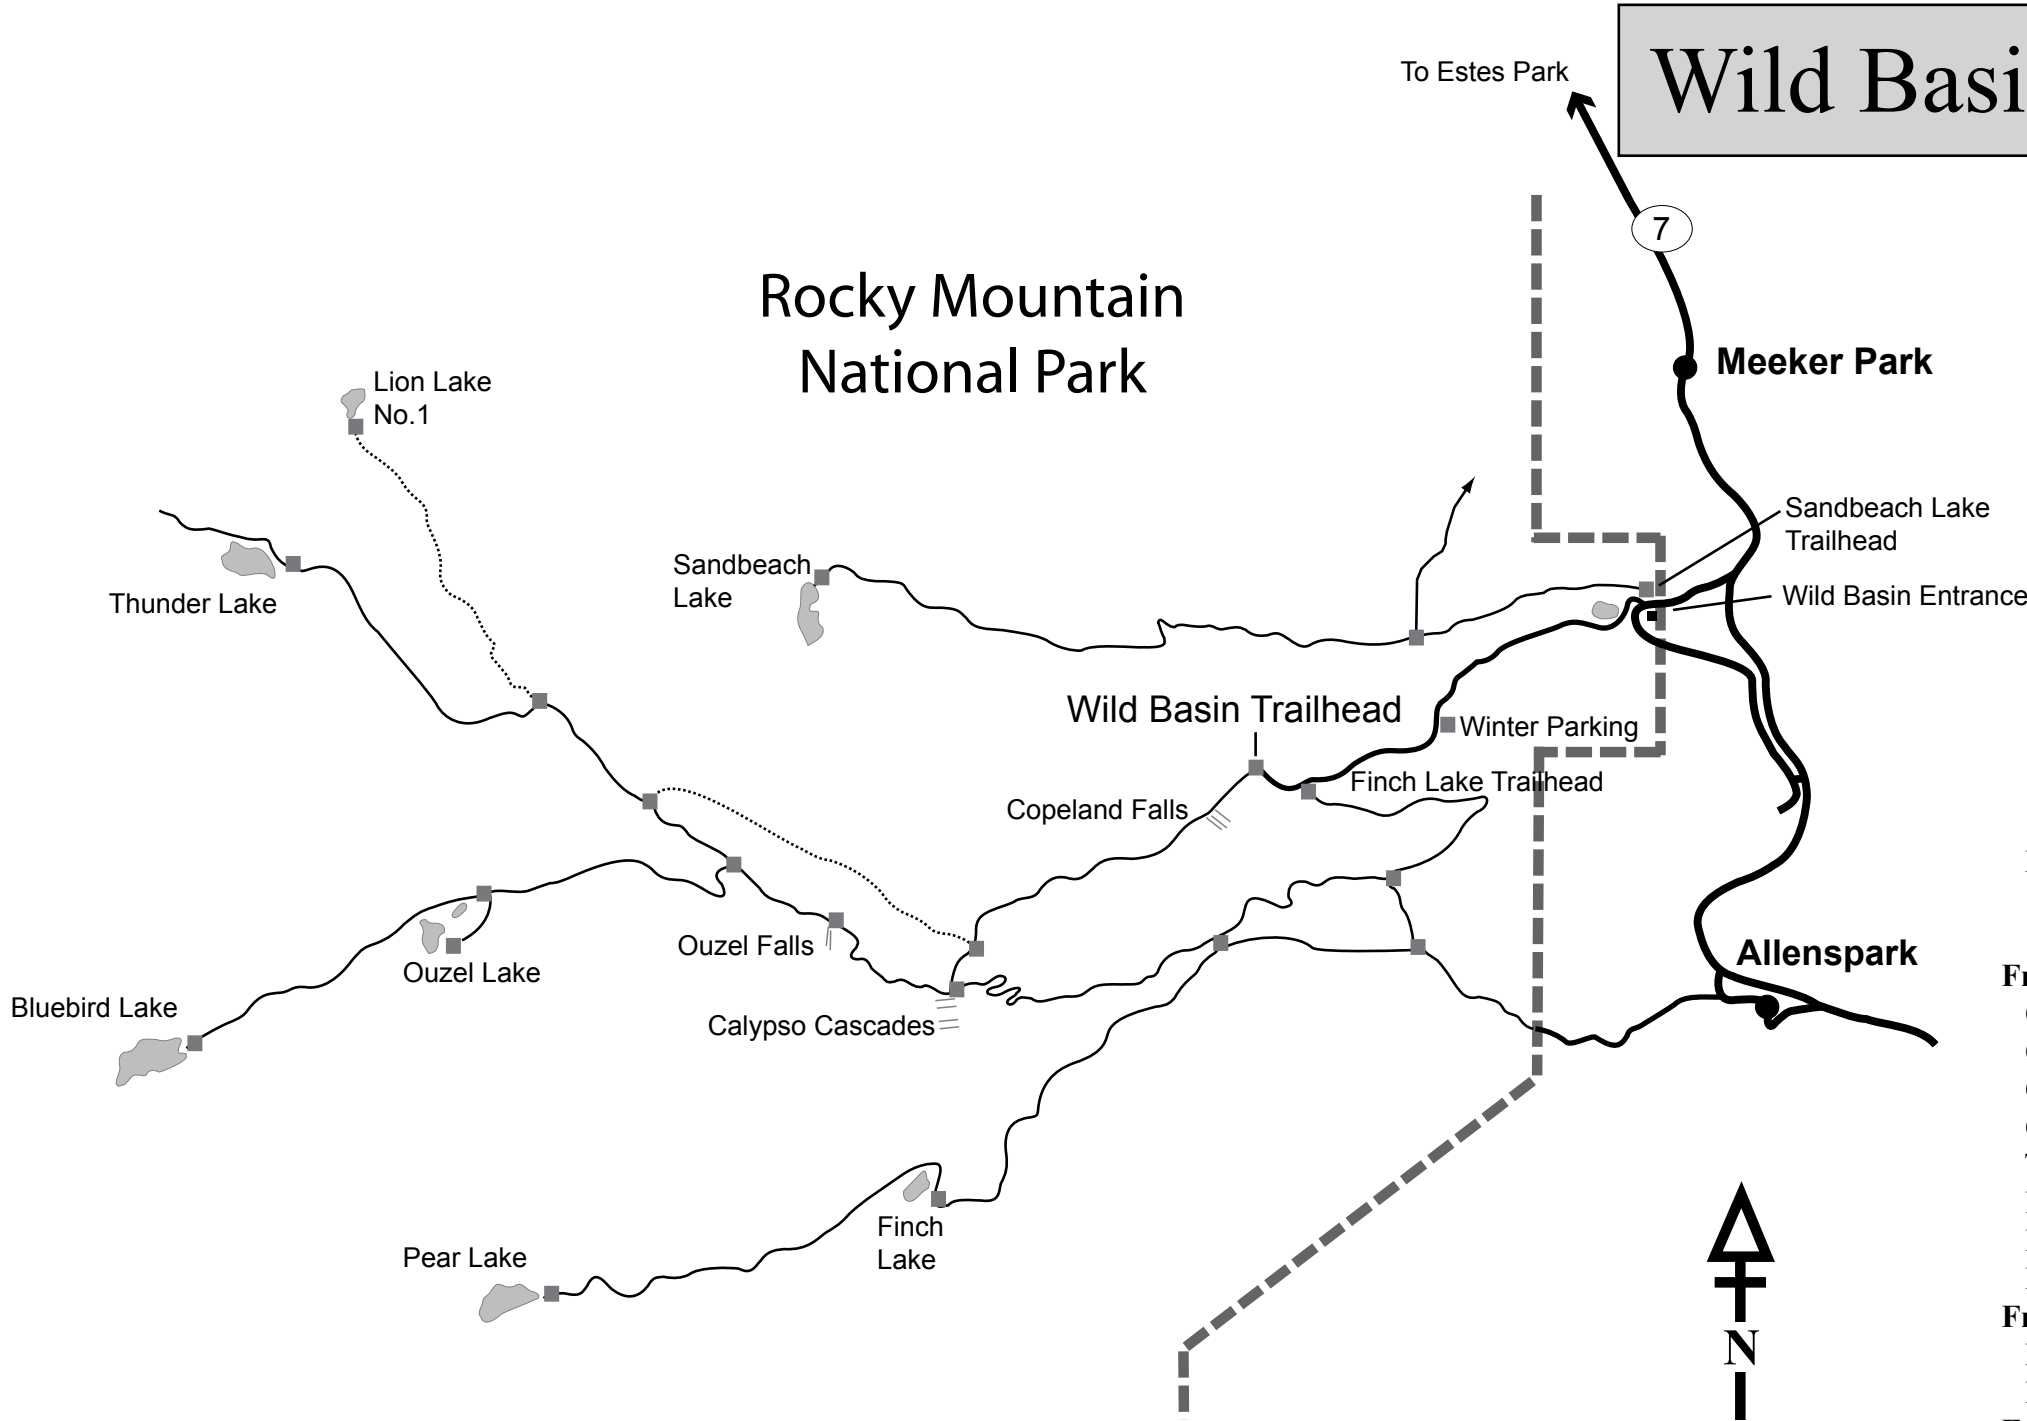 Wild Basi
To Estes Park
7
Rocky Mountain
National Park
Meeker Park
Lion Lake
No.1
Sandbeach Lake
Trailhead
Sandbeach
Lake
Wild Basin Entrance
Thunder Lake
Wild Basin Trailhead
Winter Parking
Finch Lake Trailhead
Copeland Falls
Ouzel Falls
Allenspark
Ouzel Lake
Bluebird Lake
Calypso Cascades
Finch
Lake
Pear Lake
N